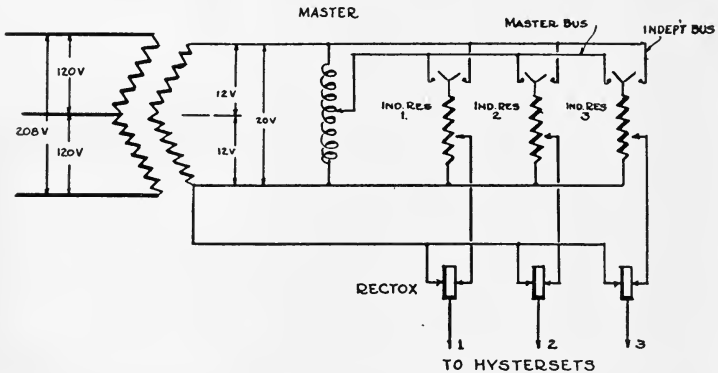 MASTER
MASTER BUS
INDEP'T BUS
120V
208V
120V
12V
12V
20V
IND. RES
1.
IND. RES
2
IND. RES
3
RECTOX
1
2
3
TO HYSTERSETS